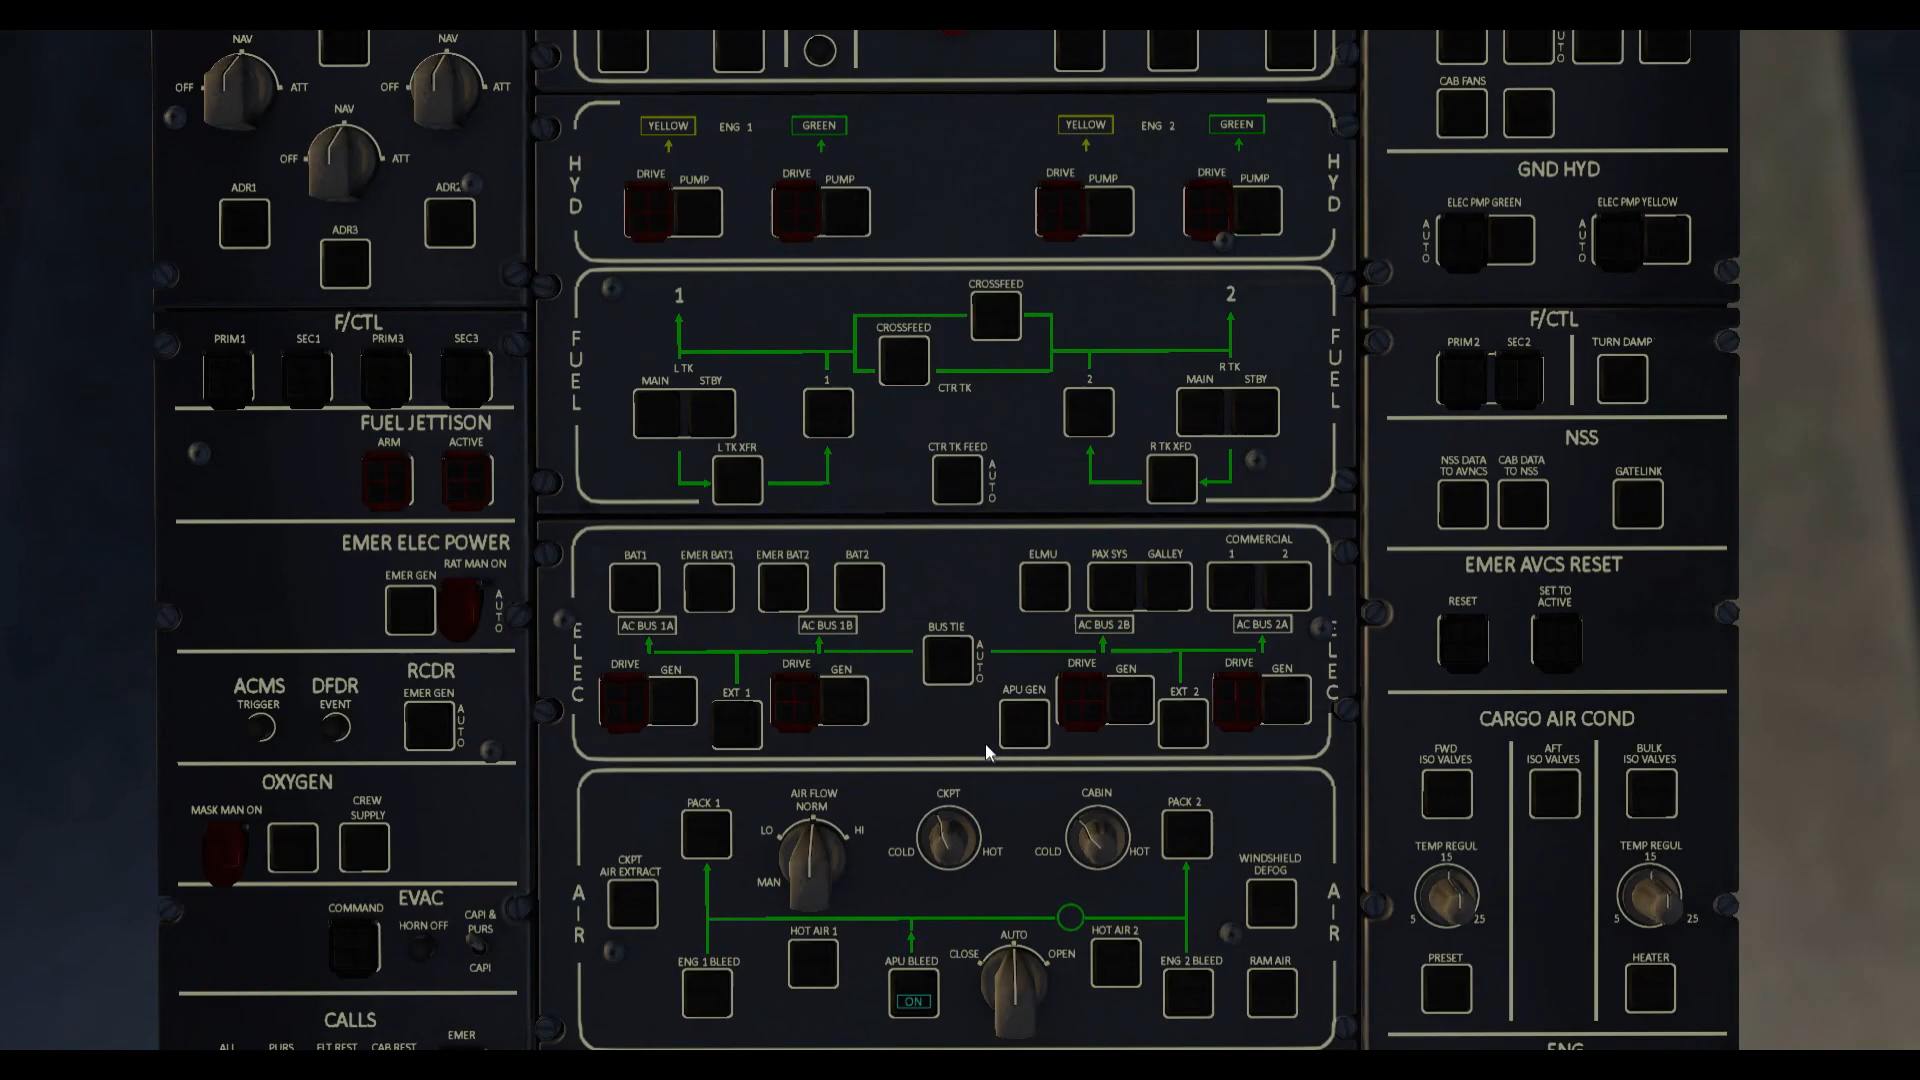 NAV
NAV
OFF
ATT
OFF
ATT
NAV
OFF
ATT
ADR1
ADR2
ADR3
F/CTL
PRIM1
SEC1
PRIM3
SEC3
FUEL JETTISON
ARM
ACTIVE
EMER ELEC POWER
RAT MAN ON
EMER GEN
AUTO
RCDR
ACMS
DFDR
EMER GEN
TRIGGER
EVENT
AUTO
OXYGEN
MASK MAN ON
CREW
SUPPLY
EVAC
COMMAND
HORN OFF
CAPI &
PURS
CAPI
CALLS
EMER
ALL
PURS
FLT REST
CAB REST
YELLOW
ENG 1
GREEN
YELLOW
ENG 2
GREEN
HYD
DRIVE
PUMP
DRIVE
PUMP
DRIVE
PUMP
DRIVE
PUMP
HYD
1
CROSSFEED
2
FUEL
CROSSFEED
FUEL
L TK
R TK
MAIN
STBY
1
CTR TK
2
MAIN
STBY
L TK XFR
CTR TK FEED
AUTO
R TK XFD
BAT1
EMER BAT1
EMER BAT2
BAT2
ELMU
PAX SYS
GALLEY
COMMERCIAL
1
2
AC BUS 1A
AC BUS 1B
BUS TIE
AUTO
AC BUS 2B
AC BUS 2A
ELEC
ELEC
DRIVE
GEN
EXT 1
DRIVE
GEN
APU GEN
DRIVE
GEN
EXT 2
DRIVE
GEN
PACK 1
AIR FLOW
NORM
LO
HI
MAN
CKPT
COLD
HOT
CABIN
COLD
HOT
PACK 2
CKPT
AIR EXTRACT
WINDSHIELD
DEFOG
AIR
AIR
HOT AIR 1
AUTO
CLOSE
OPEN
HOT AIR 2
ENG 1 BLEED
APU BLEED
ON
ENG 2 BLEED
RAM AIR
AUTO
CAB FANS
GND HYD
ELEC PMP GREEN
ELEC PMP YELLOW
AUTO
AUTO
F/CTL
PRIM2
SEC2
TURN DAMP
NSS
NSS DATA
TO AVNCS
CAB DATA
TO NSS
GATELINK
EMER AVCS RESET
RESET
SET TO
ACTIVE
CARGO AIR COND
FWD
ISO VALVES
AFT
ISO VALVES
BULK
ISO VALVES
TEMP REGUL
15
5
25
TEMP REGUL
15
5
25
PRESET
HEATER
ENG